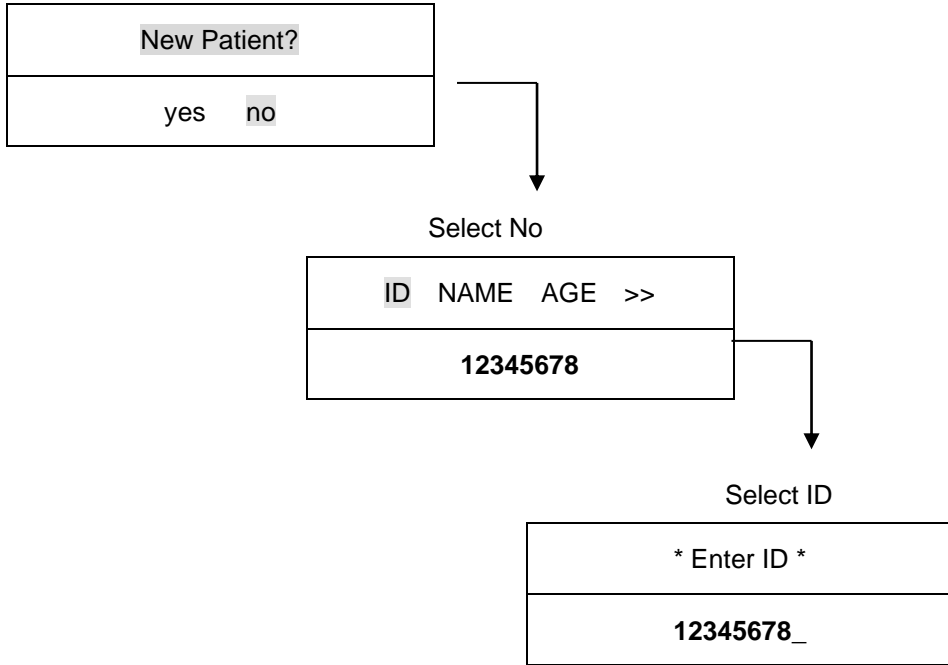 New Patient?
yes no
Select No
ID NAME AGE >>
12345678
Select ID
* Enter ID *
12345678_